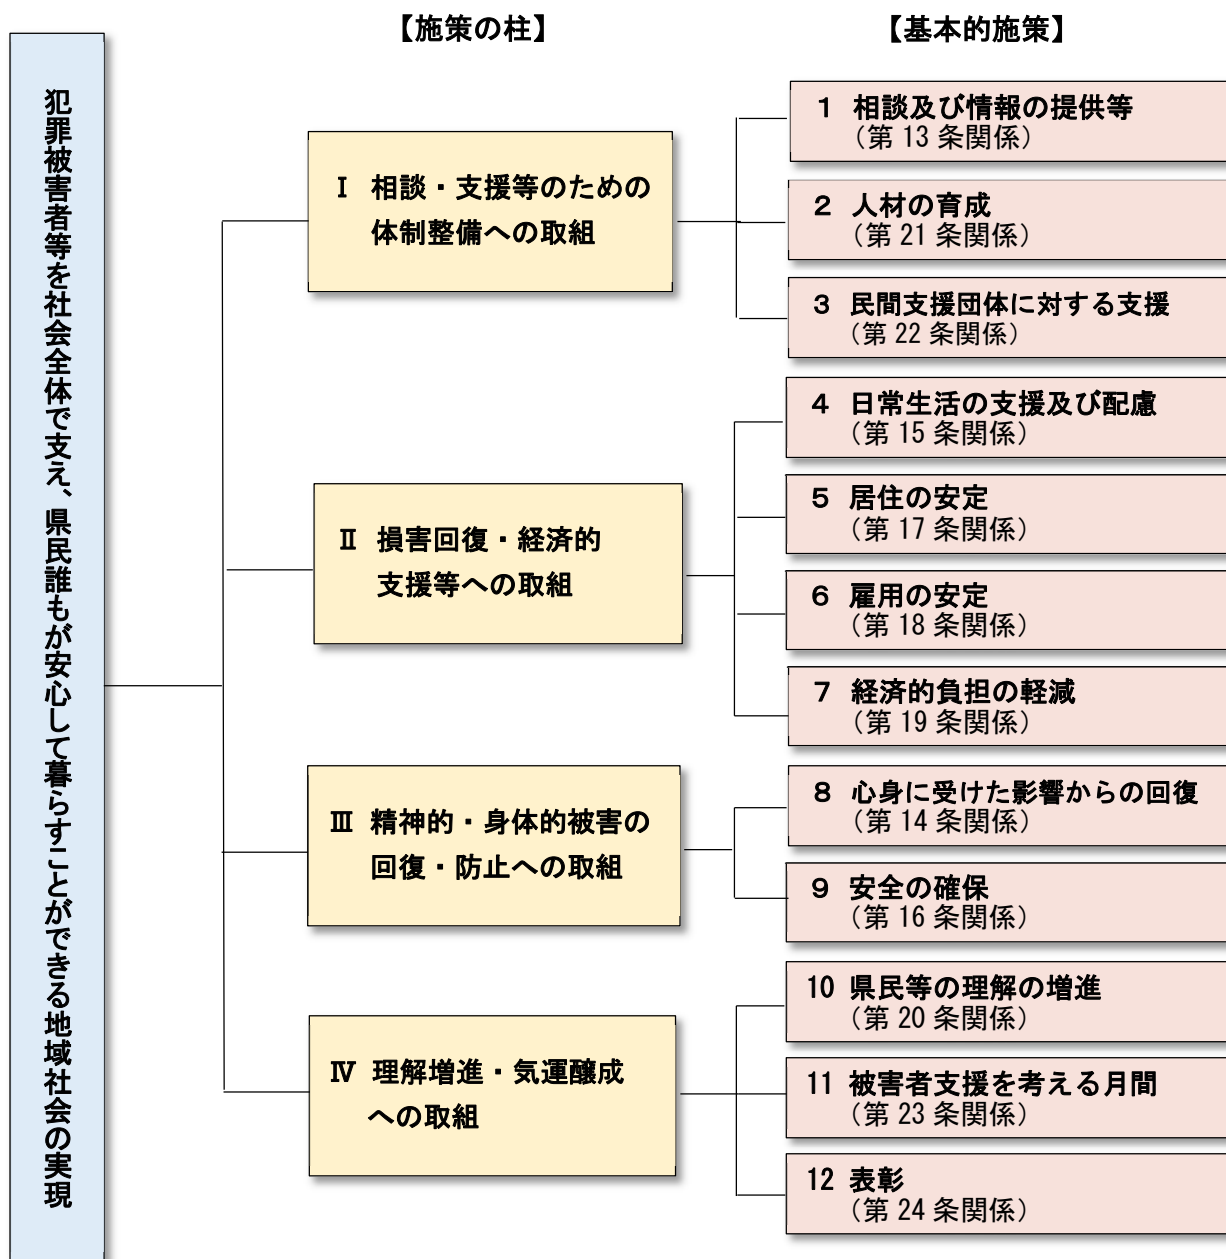 【施策の柱】
【基本的施策】
犯罪被害者等を社会全体で支え、県民誰もが安心して暮らすことができる地域社会の実現
Ⅰ 相談・支援等のための
体制整備への取組
1 相談及び情報の提供等
（第 13 条関係）
2 人材の育成
（第 21 条関係）
3 民間支援団体に対する支援
（第 22 条関係）
Ⅱ 損害回復・経済的
支援等への取組
4 日常生活の支援及び配慮
（第 15 条関係）
5 居住の安定
（第 17 条関係）
6 雇用の安定
（第 18 条関係）
7 経済的負担の軽減
（第 19 条関係）
Ⅲ 精神的・身体的被害の
回復・防止への取組
8 心身に受けた影響からの回復
（第 14 条関係）
9 安全の確保
（第 16 条関係）
Ⅳ 理解増進・気運醸成
への取組
10 県民等の理解の増進
（第 20 条関係）
11 被害者支援を考える月間
（第 23 条関係）
12 表彰
（第 24 条関係）